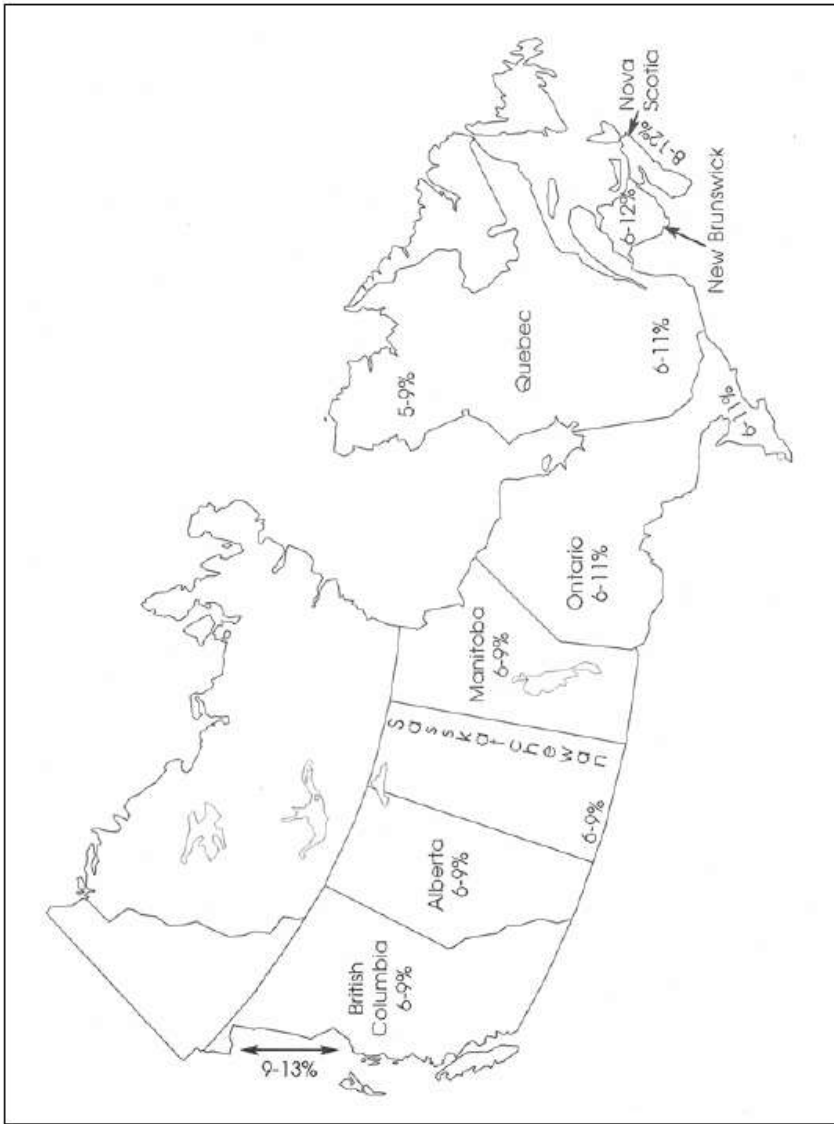 9-13%
British
Columbia
6-9%
Alberta
6-9%
Sasskatchewan
6-9%
Manitoba
6-9%
Ontario
6-11%
6-11%
5-9%
Quebec
6-11%
6-12%
New Brunswick
Nova
Scotia
8-12%